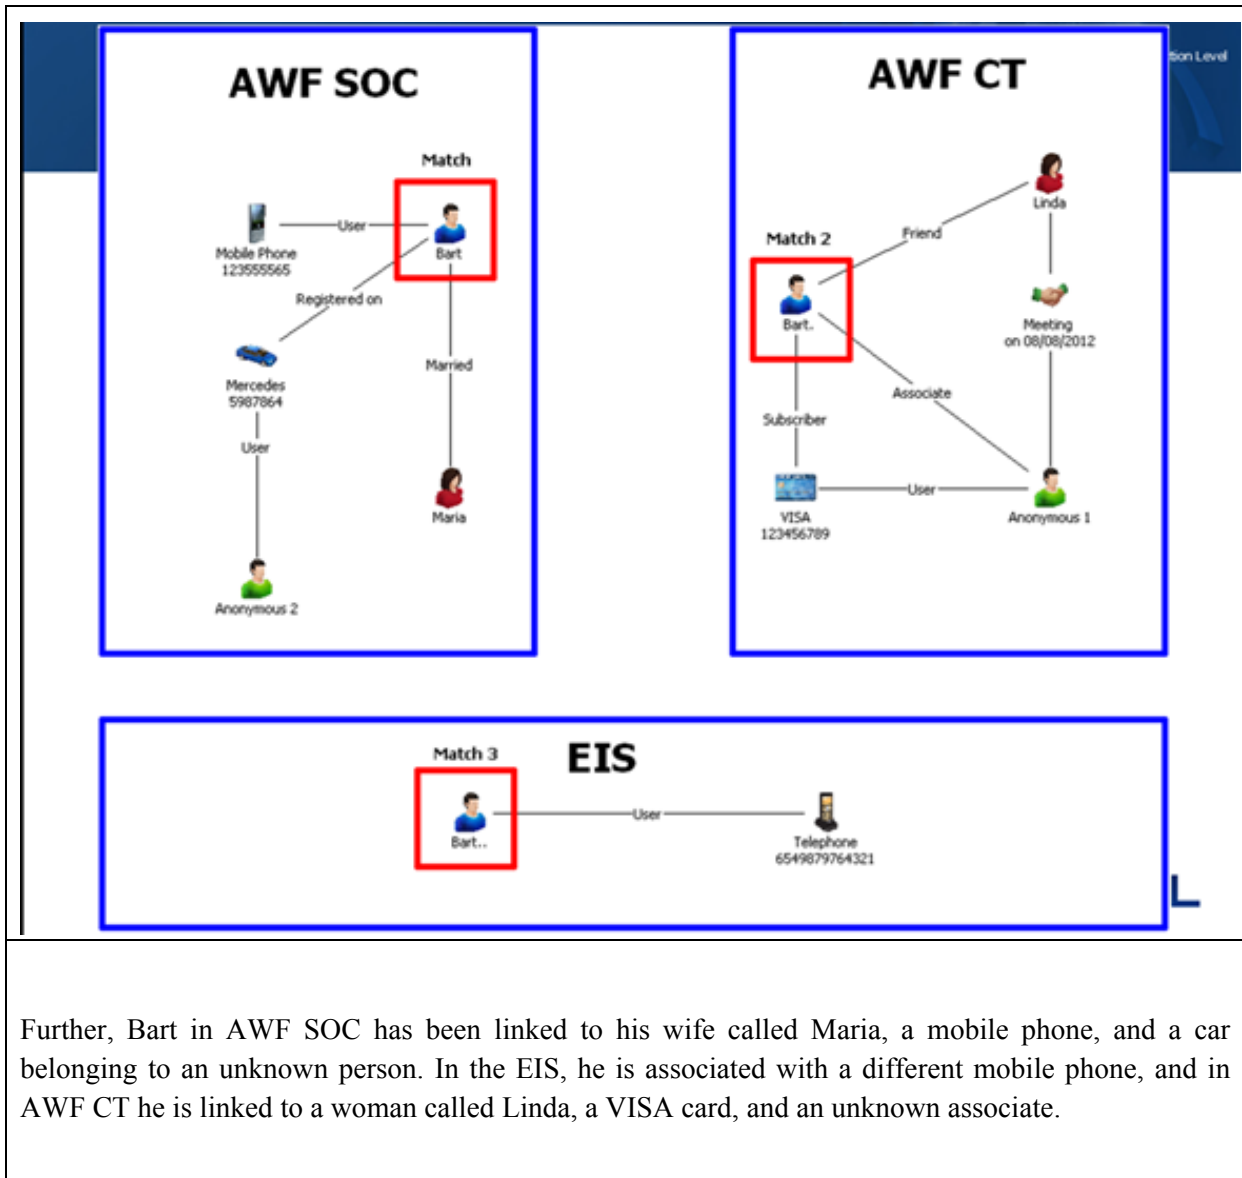 tion Level
AWF SOC
Match
User
Bart
Mobile Phone
123555565
Registered on
Mercedes
5987864
Married
User
Maria
Anonymous 2
AWF CT
Linda
Match 2
Friend
Bart.
Meeting
on 08/08/2012
Associate
Subscriber
User
VISA
123456789
Anonymous 1
Match 3
EIS
User
Bart..
Telephone
6549879764321
Further, Bart in AWF SOC has been linked to his wife called Maria, a mobile phone, and a car
belonging to an unknown person. In the EIS, he is associated with a different mobile phone, and in
AWF CT he is linked to a woman called Linda, a VISA card, and an unknown associate.